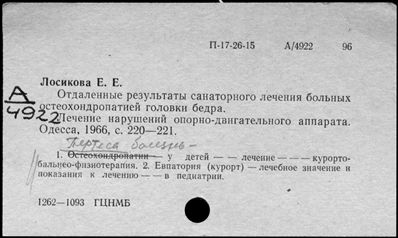 П-17-26-15 А/4922 96
Лосикова Е. Е.
Отдаленные результаты санаторного лечения больных
остеохондропатией головки бедра.
А
4922
Лечение нарушений опорно-двигательного аппарата.
Одесса, 1966, с. 220—221.
Пертеса болезнь -
1. Остеохондропатии — у детей — — лечение — — — курорто-
бальнео-физиотерапия. 2. Евпатория (курорт) — лечебное значение и
показания к лечению — — в педиатрии.
1262—1093 ГЦНМБ